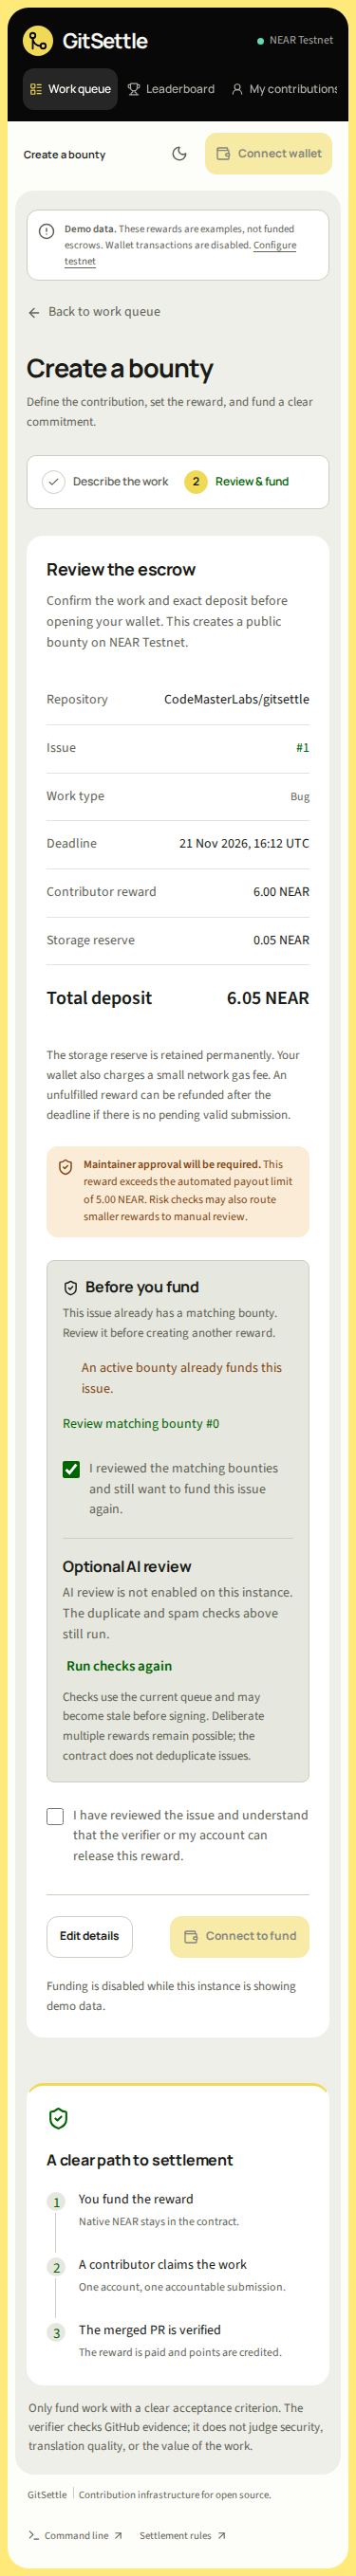 GitSettle
NEAR Testnet
Work queue
Leaderboard
My contributions
Create a bounty
Connect wallet
Demo data. These rewards are examples, not funded
escrows. Wallet transactions are disabled. Configure
testnet
Back to work queue
Create a bounty
Define the contribution, set the reward, and fund a clear
commitment.
Describe the work
2 Review & fund
Review the escrow
Confirm the work and exact deposit before
opening your wallet. This creates a public
bounty on NEAR Testnet.
Repository CodeMasterLabs/gitsettle
Issue #1
Work type Bug
Deadline 21 Nov 2026, 16:12 UTC
Contributor reward 6.00 NEAR
Storage reserve 0.05 NEAR
Total deposit 6.05 NEAR
The storage reserve is retained permanently. Your
wallet also charges a small network gas fee. An
unfulfilled reward can be refunded after the
deadline if there is no pending valid submission.
Maintainer approval will be required. This
reward exceeds the automated payout limit
of 5.00 NEAR. Risk checks may also route
smaller rewards to manual review.
Before you fund
This issue already has a matching bounty.
Review it before creating another reward.
An active bounty already funds this
issue.
Review matching bounty #0
I reviewed the matching bounties
and still want to fund this issue
again.
Optional AI review
AI review is not enabled on this instance.
The duplicate and spam checks above
still run.
Run checks again
Checks use the current queue and may
become stale before signing. Deliberate
multiple rewards remain possible; the
contract does not deduplicate issues.
I have reviewed the issue and understand
that the verifier or my account can
release this reward.
Edit details
Connect to fund
Funding is disabled while this instance is showing
demo data.
A clear path to settlement
1 You fund the reward
Native NEAR stays in the contract.
2 A contributor claims the work
One account, one accountable submission.
3 The merged PR is verified
The reward is paid and points are credited.
Only fund work with a clear acceptance criterion. The
verifier checks GitHub evidence; it does not judge security,
translation quality, or the value of the work.
GitSettle Contribution infrastructure for open source.
Command line
Settlement rules